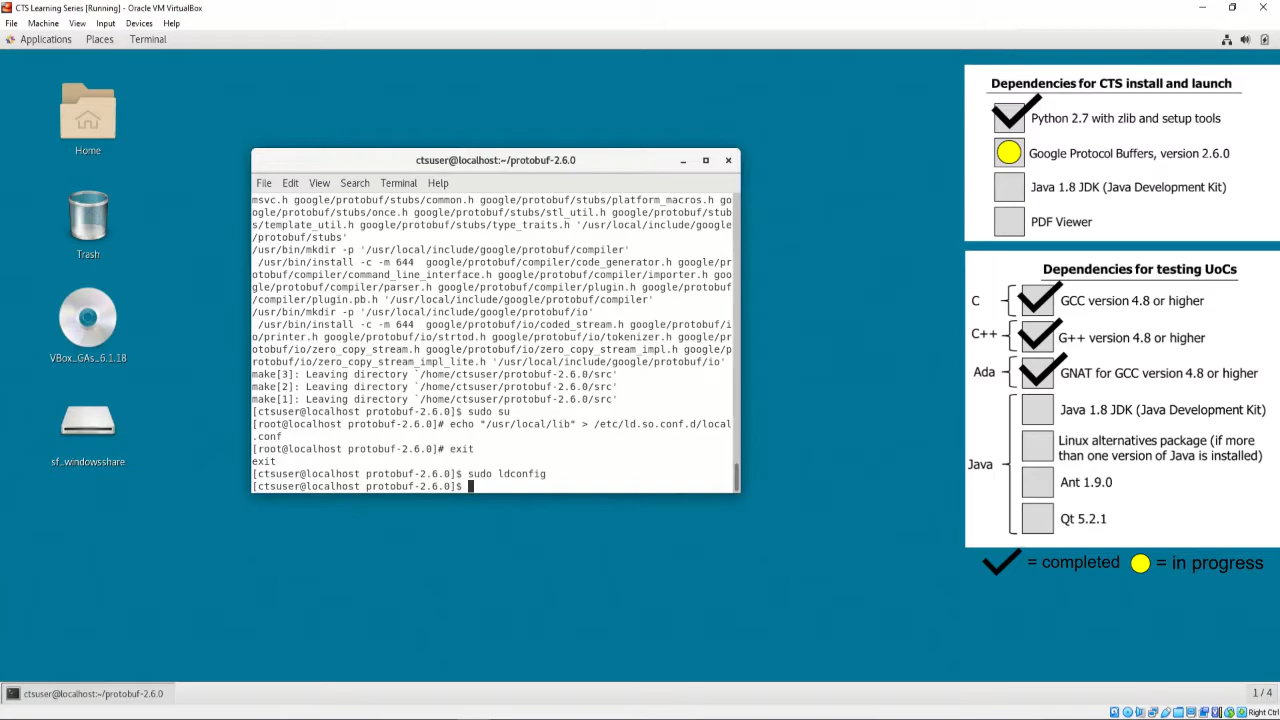 CTS Learning Series [Running] - Oracle VM VirtualBox
File Machine View Input Devices Help
Applications Places Terminal
Home
Trash
VBox_GAs_6.1.18
sf_windowsshare
ctsuser@localhost:~/protobuf-2.6.0
File Edit View Search Terminal Help
msvc.h google/protobuf/stubs/common.h google/protobuf/stubs/platform_macros.h go
ogle/protobuf/stubs/once.h google/protobuf/stubs/stl_util.h google/protobuf/stub
s/template_util.h google/protobuf/stubs/type_traits.h '/usr/local/include/google
/protobuf/stubs'
/usr/bin/mkdir -p '/usr/local/include/google/protobuf/compiler'
/usr/bin/install -c -m 644  google/protobuf/compiler/code_generator.h google/pr
otobuf/compiler/command_line_interface.h google/protobuf/compiler/importer.h goo
gle/protobuf/compiler/parser.h google/protobuf/compiler/plugin.h google/protobuf
/compiler/plugin.pb.h '/usr/local/include/google/protobuf/compiler'
/usr/bin/mkdir -p '/usr/local/include/google/protobuf/io'
/usr/bin/install -c -m 644  google/protobuf/io/coded_stream.h google/protobuf/i
o/printer.h google/protobuf/io/strtod.h google/protobuf/io/tokenizer.h google/pr
otobuf/io/zero_copy_stream.h google/protobuf/io/zero_copy_stream_impl.h google/p
rotobuf/io/zero_copy_stream_impl_lite.h '/usr/local/include/google/protobuf/io'
make[3]: Leaving directory `/home/ctsuser/protobuf-2.6.0/src'
make[2]: Leaving directory `/home/ctsuser/protobuf-2.6.0/src'
make[1]: Leaving directory `/home/ctsuser/protobuf-2.6.0/src'
[ctsuser@localhost protobuf-2.6.0]$ sudo su
[root@localhost protobuf-2.6.0]# echo "/usr/local/lib" > /etc/ld.so.conf.d/local
.conf
[root@localhost protobuf-2.6.0]# exit
exit
[ctsuser@localhost protobuf-2.6.0]$ sudo ldconfig
[ctsuser@localhost protobuf-2.6.0]$
Dependencies for CTS install and launch
Python 2.7 with zlib and setup tools
Google Protocol Buffers, version 2.6.0
Java 1.8 JDK (Java Development Kit)
PDF Viewer
Dependencies for testing UoCs
C GCC version 4.8 or higher
C++ G++ version 4.8 or higher
Ada GNAT for GCC version 4.8 or higher
Java 1.8 JDK (Java Development Kit)
Linux alternatives package (if more
than one version of Java is installed)
Java
Ant 1.9.0
Qt 5.2.1
= completed = in progress
ctsuser@localhost:~/protobuf-2.6.0
1 / 4
Right Ctrl